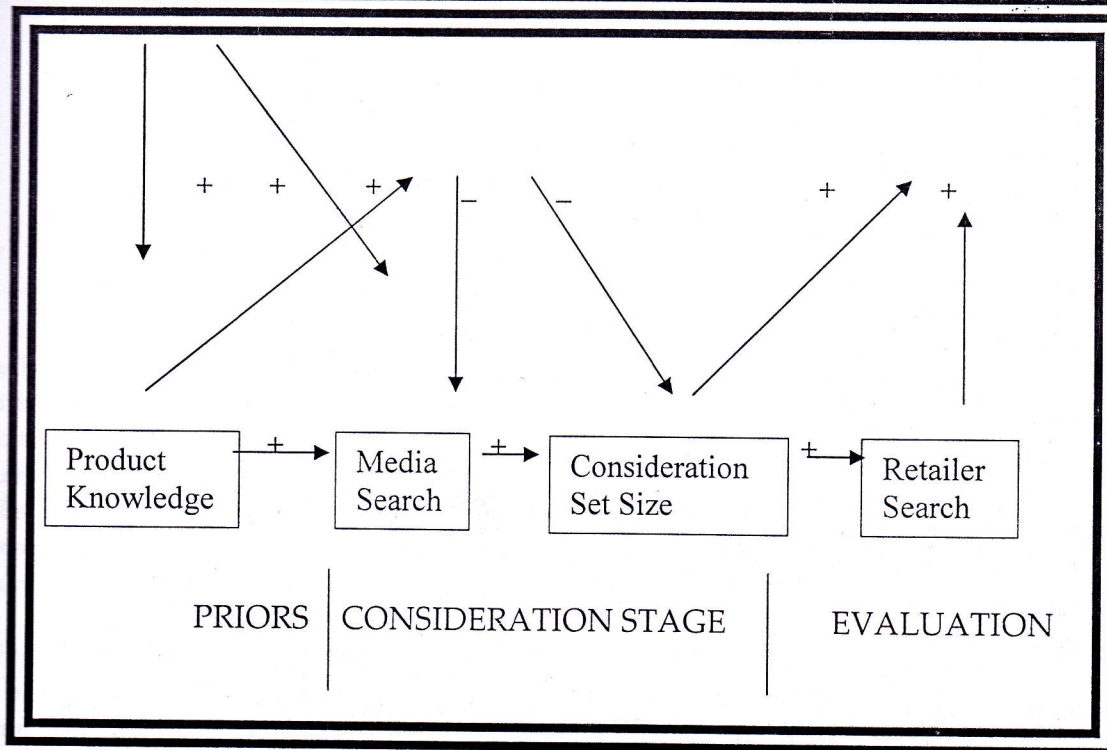 + + + – – + +
+ + +
Product Media Consideration Retailer
Knowledge Search Set Size Search
PRIORS CONSIDERATION STAGE EVALUATION